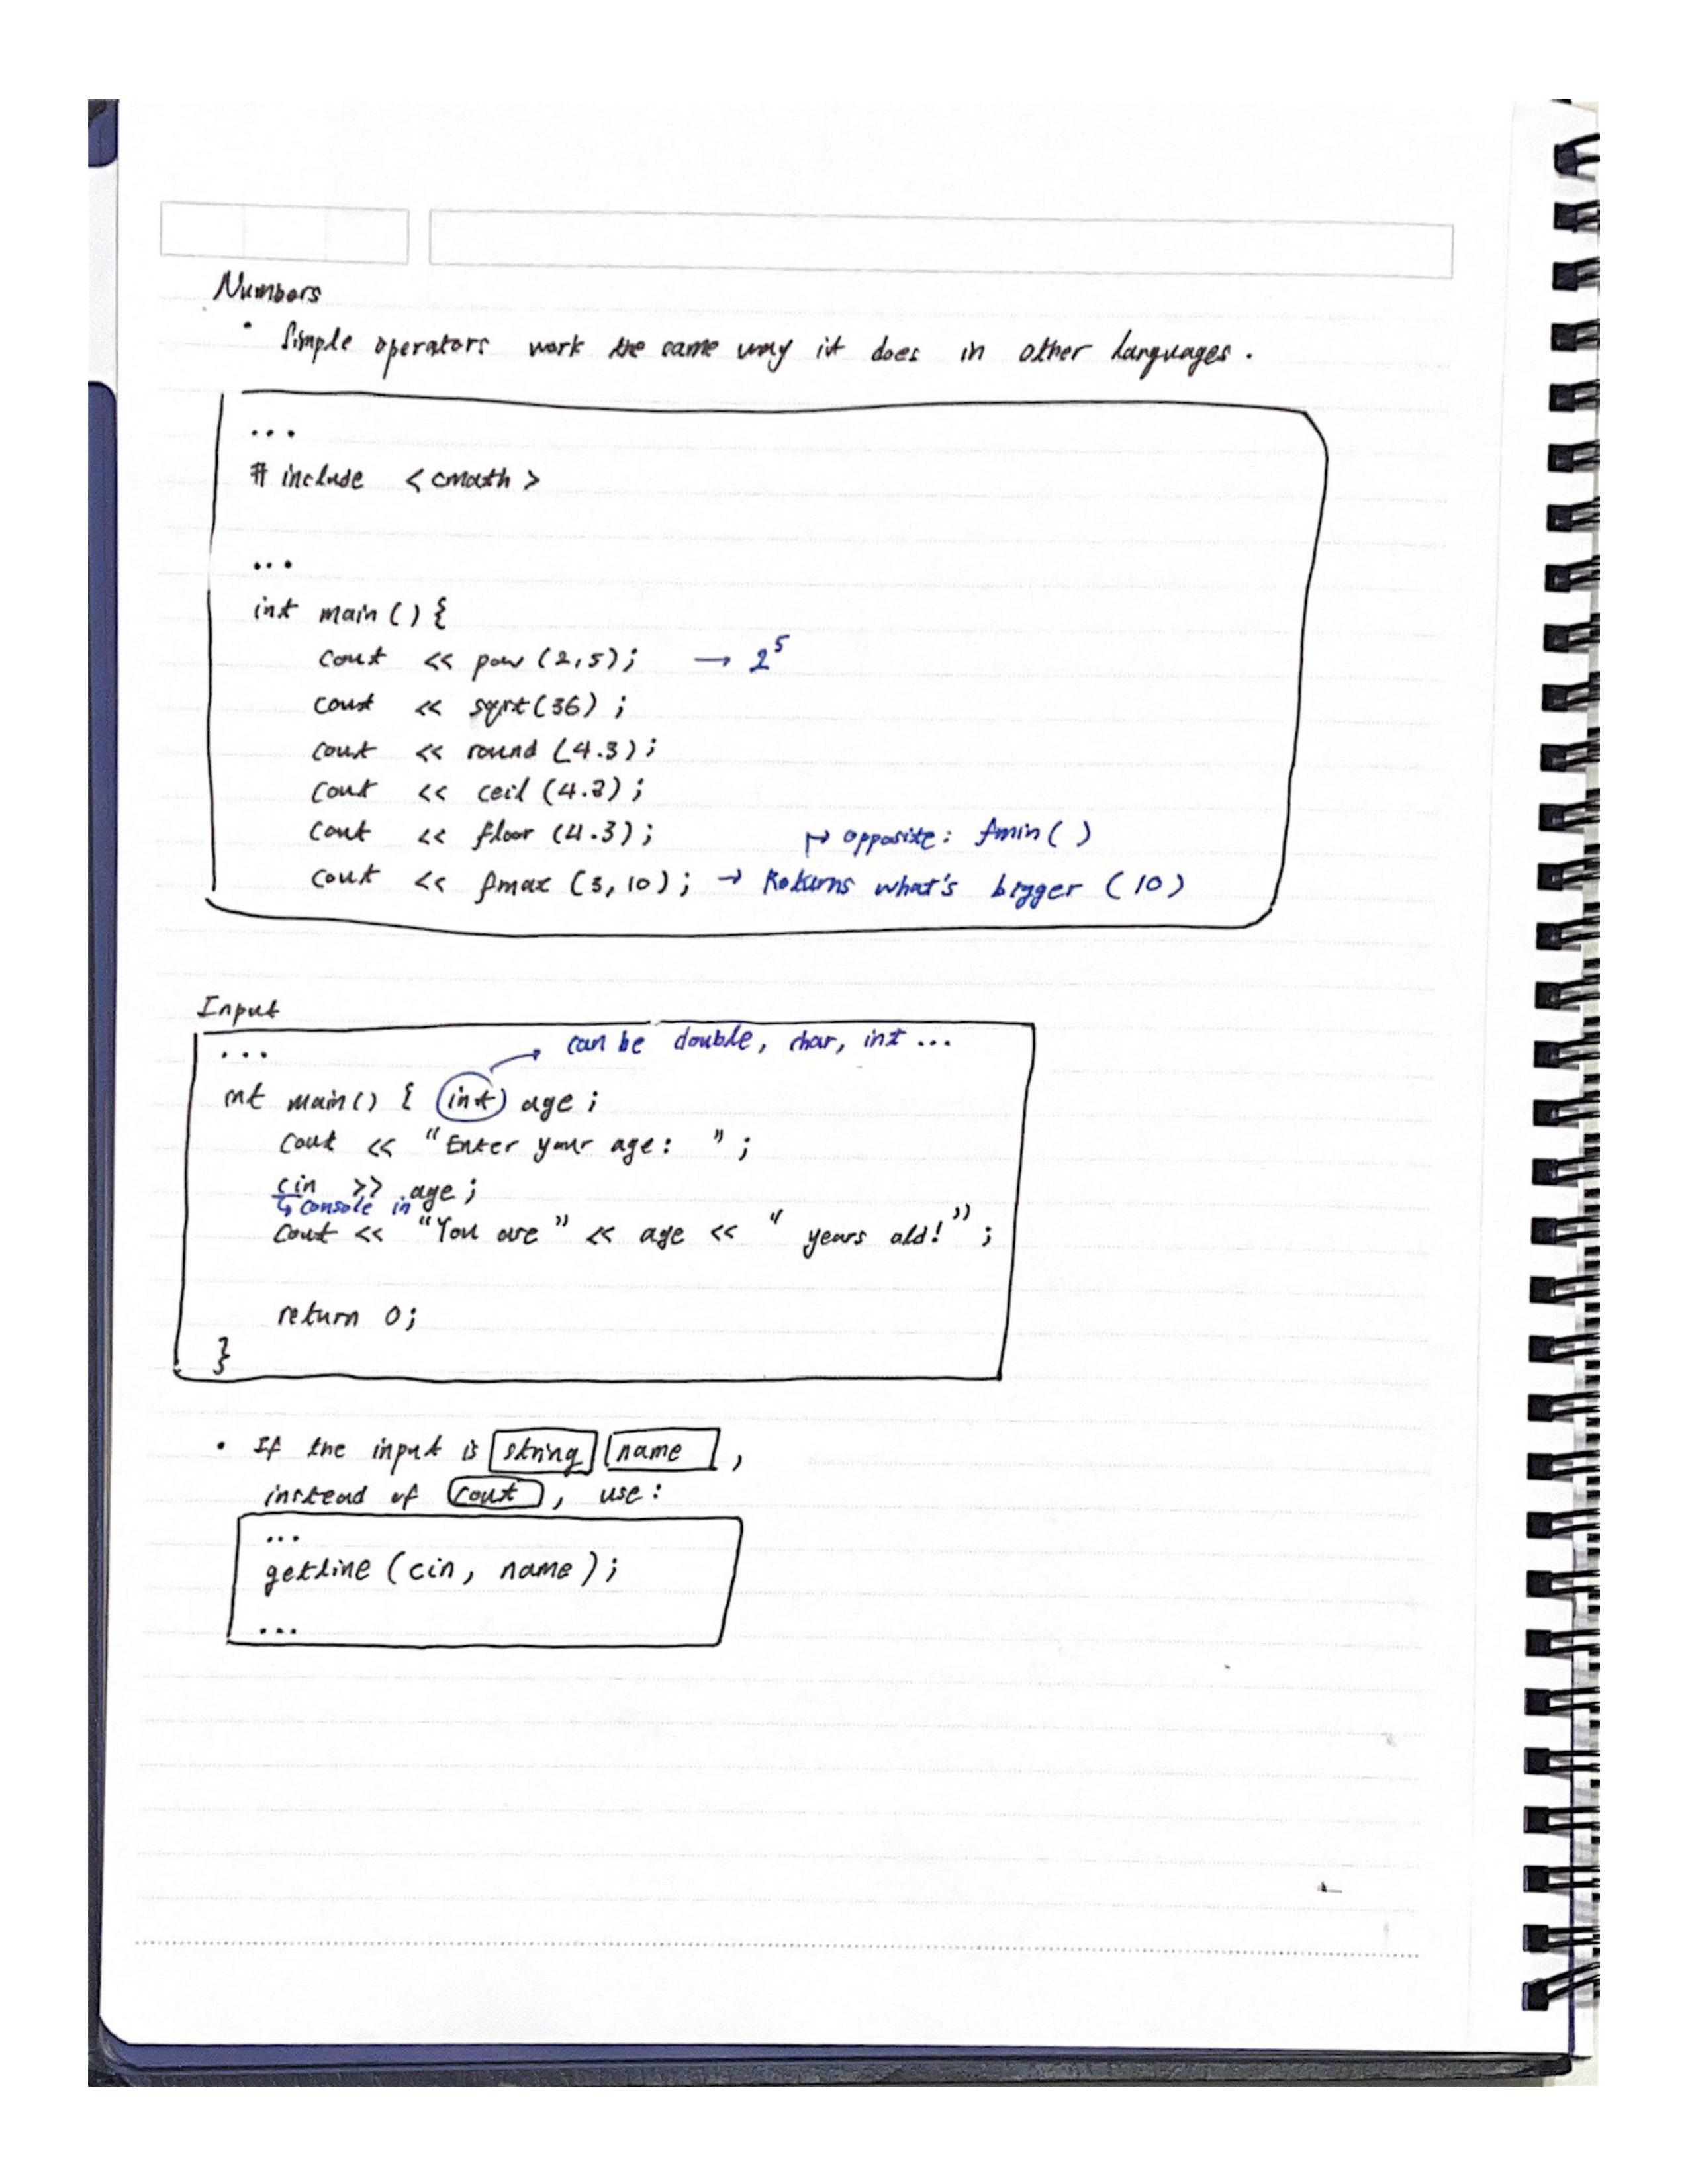 Numbers
• Simple operators work the same way it does in other languages.
...
# include <cmath>
...
int main () {
cout << pow (2,5); → 2⁵
cout << sqrt(36) ;
cout << round (4.3);
cout << ceil (4.3);
cout << floor (4.3);
↦ opposite: fmin( )
cout << fmax (3, 10); → Returns what's bigger (10)
Input
...
can be double, char, int ...
int main() { int age ;
cout << "Enter your age: " ;
cin >> age ;
↳ console in
cout << "You are " << age << " years old!" ;
return 0;
}
• If the input is string name ,
instead of cout , use :
...
getline (cin, name);
...